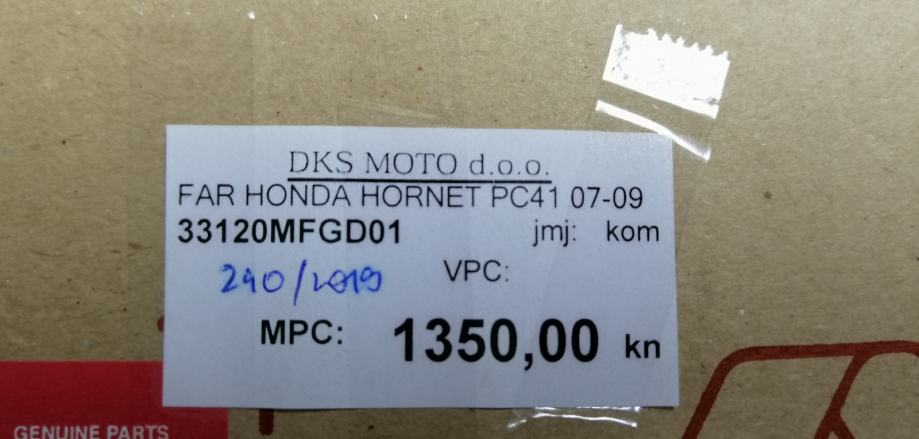 DKS MOTO d.o.o.
FAR HONDA HORNET PC41 07-09
33120MFGD01 jmj: kom
290/2019 VPC:
MPC: 1350,00 kn
GENUINE PARTS